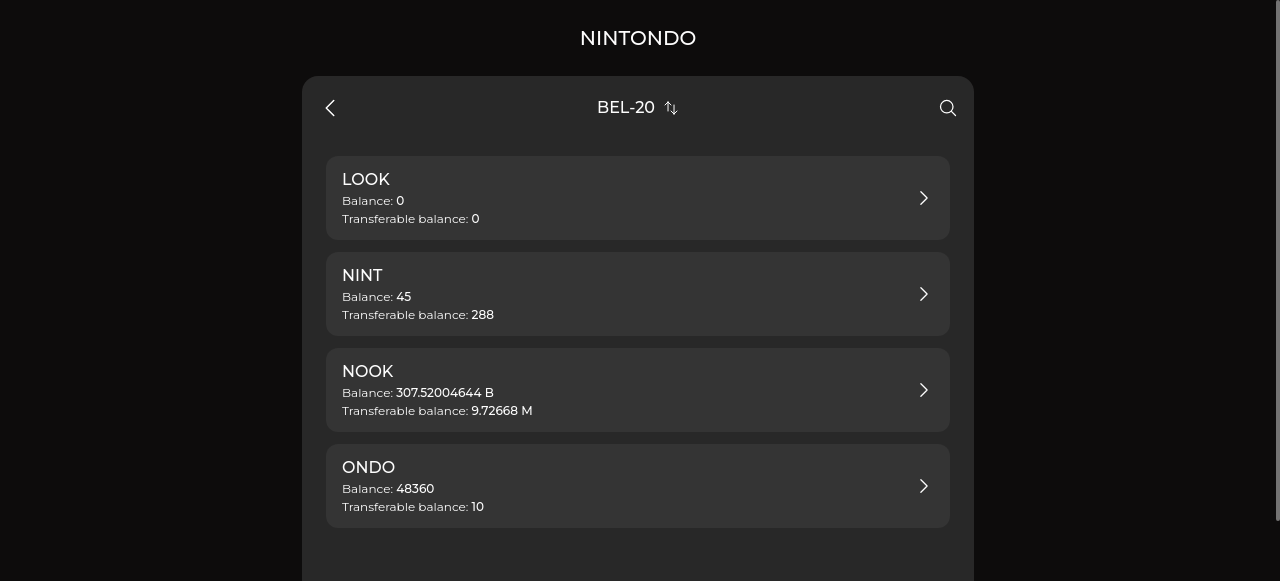 NINTONDO
BEL-20
LOOK
Balance: 0
Transferable balance: 0
NINT
Balance: 45
Transferable balance: 288
NOOK
Balance: 307.52004644 B
Transferable balance: 9.72668 M
ONDO
Balance: 48360
Transferable balance: 10